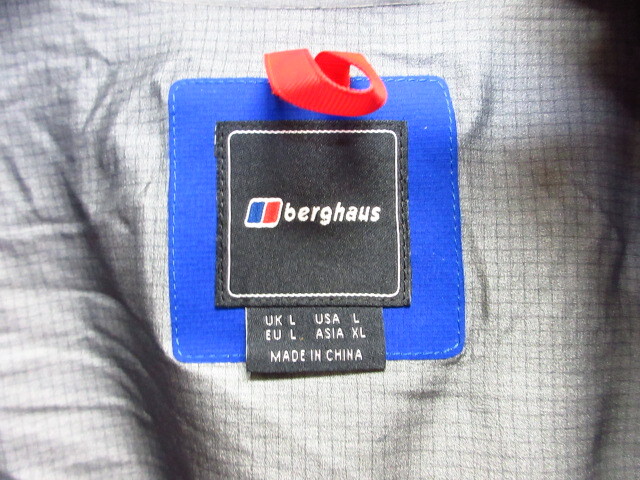 berghaus
UK L USA L
EU L ASIA XL
MADE IN CHINA